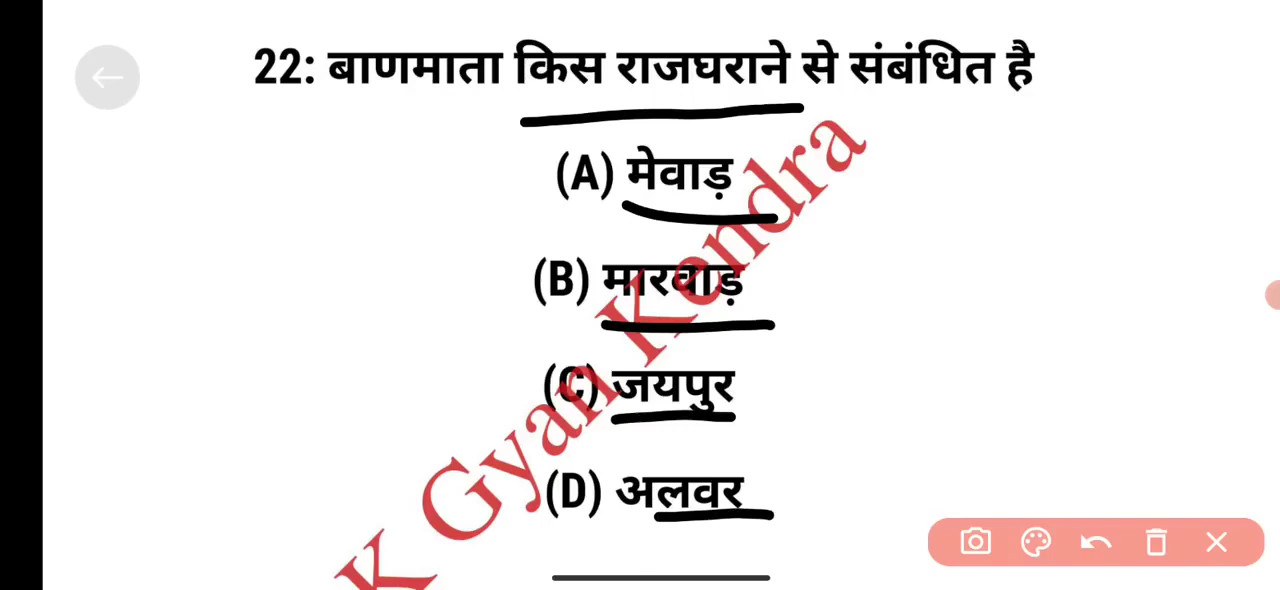 22: बाणमाता किस राजघराने से संबंधित है
(A) मेवाड़
(B) मारवाड़
(C) जयपुर
(D) अलवर
K Gyan Kendra